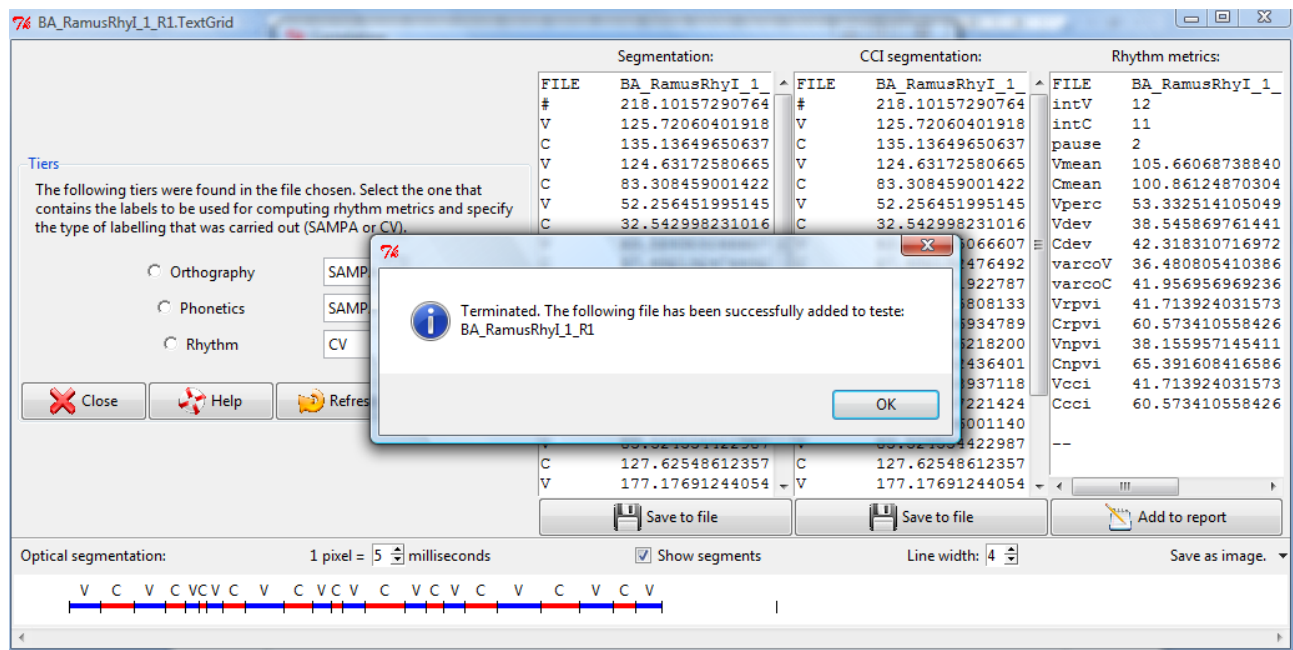 BA_RamusRhyI_1_R1.TextGrid
Segmentation:
CCI segmentation:
Rhythm metrics:
FILE BA_RamusRhyI_1_
# 218.10157290764
V 125.72060401918
C 135.13649650637
V 124.63172580665
C 83.308459001422
V 52.256451995145
C 32.542998231016
C 127.62548612357
V 177.17691244054
FILE BA_RamusRhyI_1_
# 218.10157290764
V 125.72060401918
C 135.13649650637
V 124.63172580665
C 83.308459001422
V 52.256451995145
C 32.542998231016
C 127.62548612357
V 177.17691244054
FILE BA_RamusRhyI_1_
intV 12
intC 11
pause 2
Vmean 105.66068738840
Cmean 100.86124870304
Vperc 53.332514105049
Vdev 38.545869761441
Cdev 42.318310716972
varcoV 36.480805410386
varcoC 41.956956969236
Vrpvi 41.713924031573
Crpvi 60.573410558426
Vnpvi 38.155957145411
Cnpvi 65.391608416586
Vcci 41.713924031573
Ccci 60.573410558426
--
Tiers
The following tiers were found in the file chosen. Select the one that
contains the labels to be used for computing rhythm metrics and specify
the type of labelling that was carried out (SAMPA or CV).
Orthography
Phonetics
Rhythm CV
Close Help
Terminated. The following file has been successfully added to teste:
BA_RamusRhyI_1_R1
OK
Save to file
Save to file
Add to report
Optical segmentation: 1 pixel = 5 milliseconds Show segments Line width: 4 Save as image.
V C V C V C V C V C V C V C V C V C V C V C V